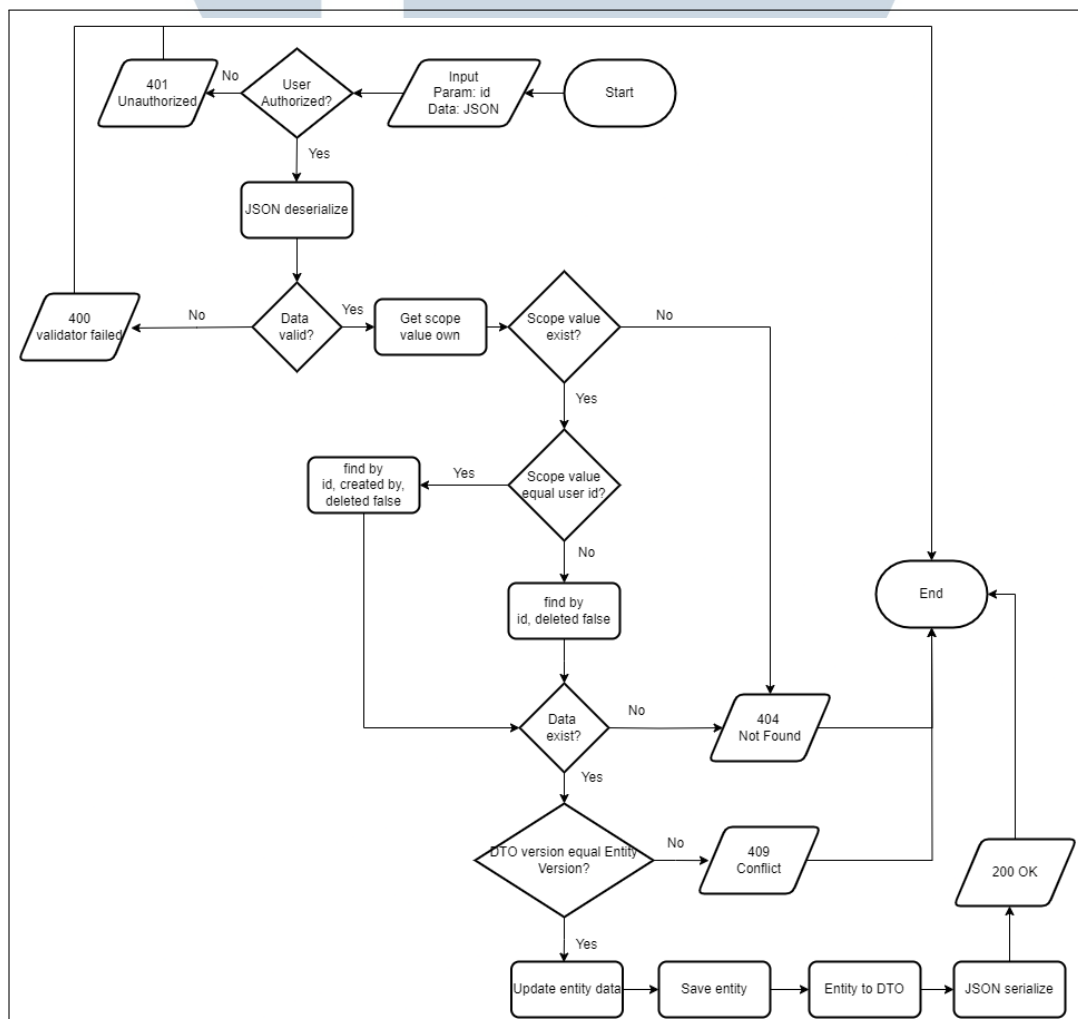 Start
Input
Param: id
Data: JSON
User
Authorized?
No
401
Unauthorized
Yes
JSON deserialize
Data
valid?
No
400
validator failed
Yes
Get scope
value own
Scope value
exist?
No
Yes
Scope value
equal user id?
Yes
find by
id, created by,
deleted false
No
find by
id, deleted false
Data
exist?
No
404
Not Found
End
Yes
DTO version equal Entity
Version?
No
409
Conflict
Yes
Update entity data
Save entity
Entity to DTO
JSON serialize
200 OK